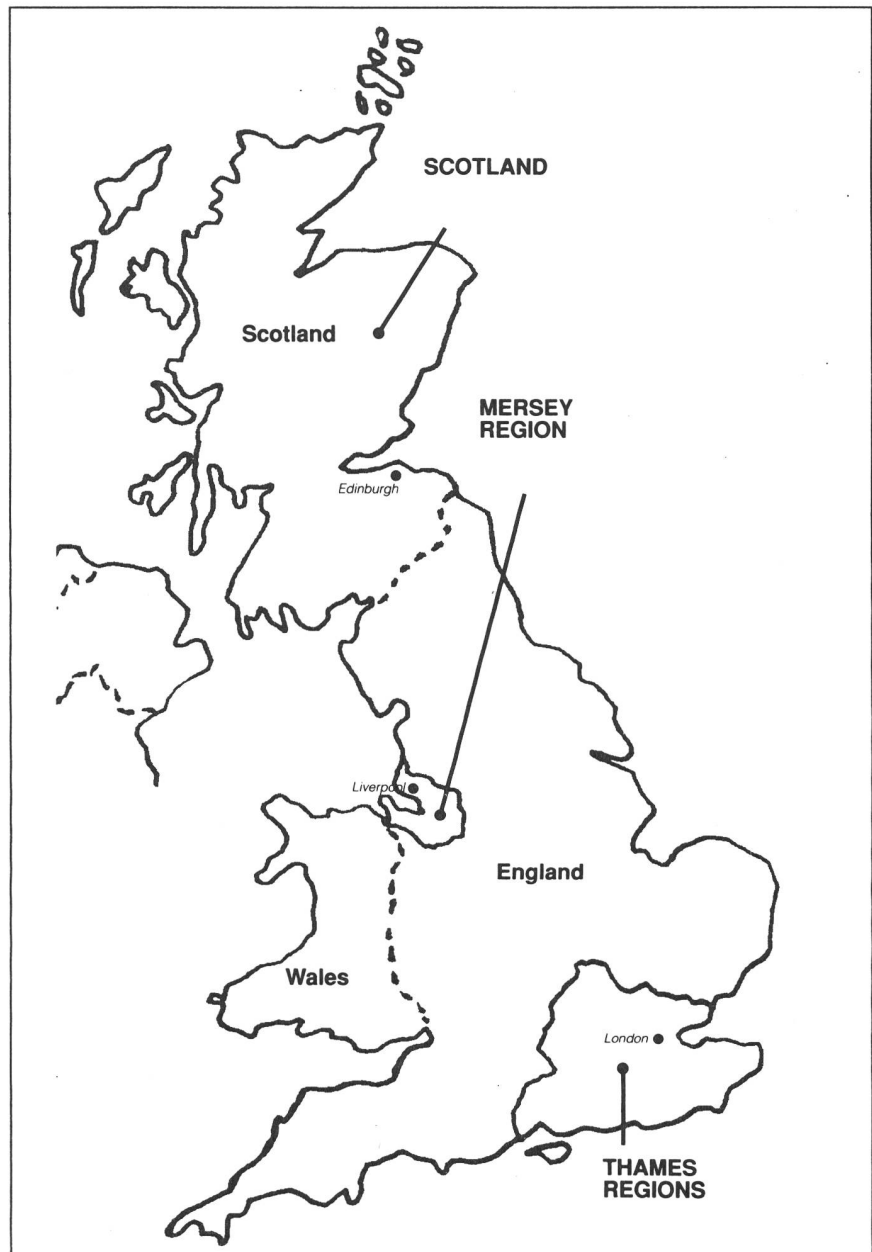 SCOTLAND
Scotland
MERSEY
REGION
Edinburgh
Liverpool
England
Wales
London
THAMES
REGIONS